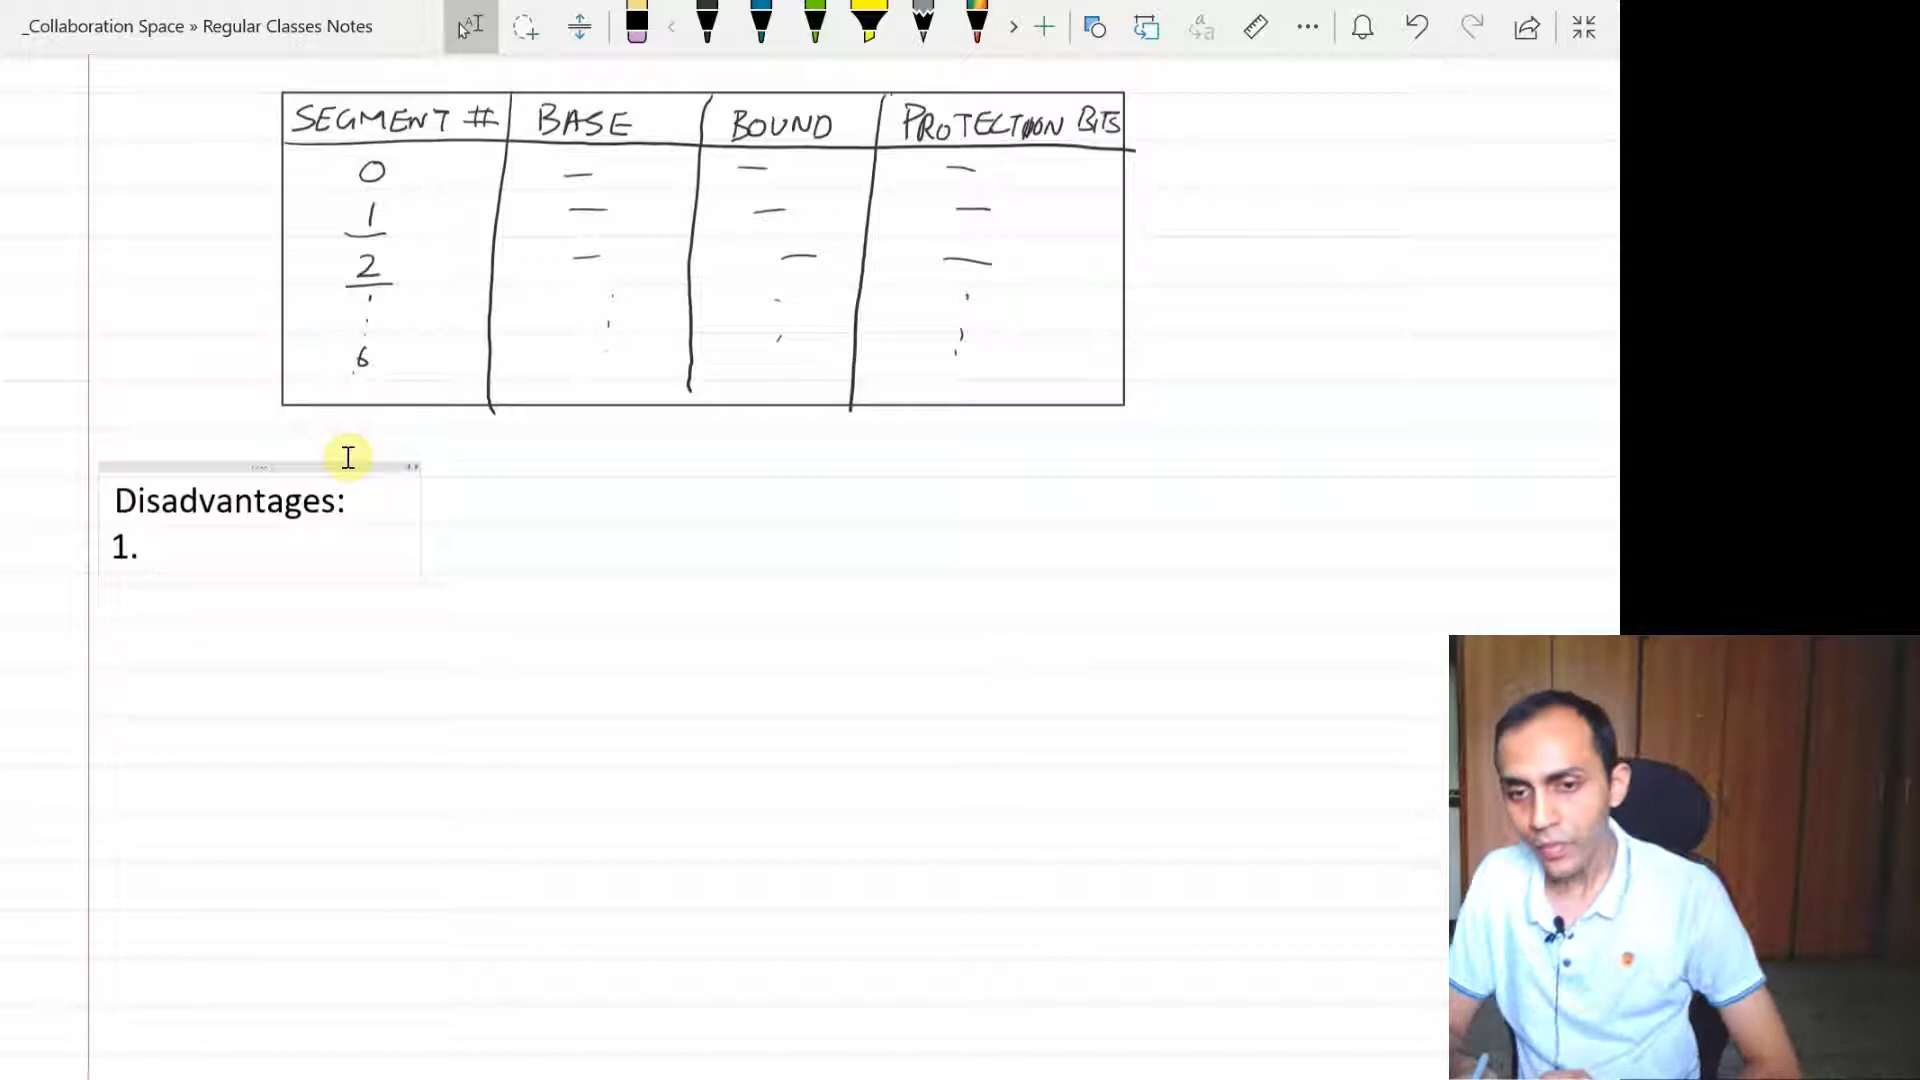 _Collaboration Space » Regular Classes Notes
SEGMENT # BASE BOUND PROTECTION BITS
0 — — —
1 — — —
2 — — —
6
Disadvantages:
1.